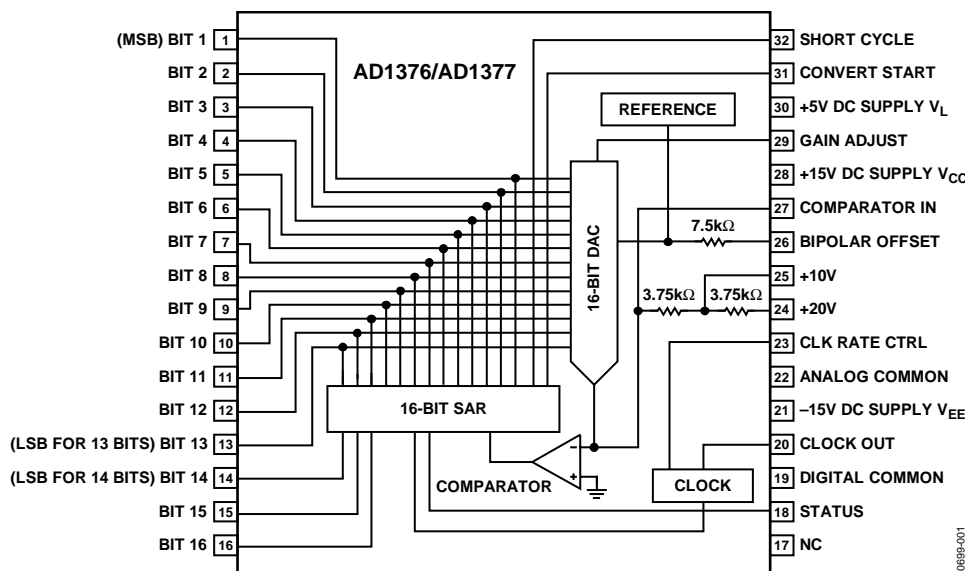 AD1376/AD1377
(MSB) BIT 1 1
BIT 2 2
BIT 3 3
BIT 4 4
BIT 5 5
BIT 6 6
BIT 7 7
BIT 8 8
BIT 9 9
BIT 10 10
BIT 11 11
BIT 12 12
(LSB FOR 13 BITS) BIT 13 13
(LSB FOR 14 BITS) BIT 14 14
BIT 15 15
BIT 16 16
REFERENCE
16-BIT DAC
7.5kΩ
3.75kΩ 3.75kΩ
16-BIT SAR
COMPARATOR
–
+
CLOCK
32 SHORT CYCLE
31 CONVERT START
30 +5V DC SUPPLY VL
29 GAIN ADJUST
28 +15V DC SUPPLY VCC
27 COMPARATOR IN
26 BIPOLAR OFFSET
25 +10V
24 +20V
23 CLK RATE CTRL
22 ANALOG COMMON
21 –15V DC SUPPLY VEE
20 CLOCK OUT
19 DIGITAL COMMON
18 STATUS
17 NC
0699-001